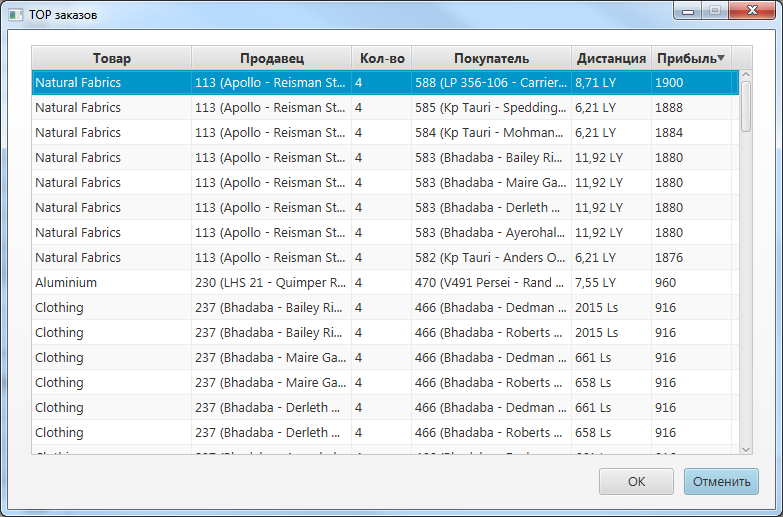 TOP заказов
Товар Продавец Кол-во Покупатель Дистанция Прибыль
Natural Fabrics 113 (Apollo - Reisman St... 4 588 (LP 356-106 - Carrier... 8,71 LY 1900
Natural Fabrics 113 (Apollo - Reisman St... 4 585 (Kp Tauri - Spedding... 6,21 LY 1888
Natural Fabrics 113 (Apollo - Reisman St... 4 584 (Kp Tauri - Mohman... 6,21 LY 1884
Natural Fabrics 113 (Apollo - Reisman St... 4 583 (Bhadaba - Bailey Ri... 11,92 LY 1880
Natural Fabrics 113 (Apollo - Reisman St... 4 583 (Bhadaba - Maire Ga... 11,92 LY 1880
Natural Fabrics 113 (Apollo - Reisman St... 4 583 (Bhadaba - Derleth ... 11,92 LY 1880
Natural Fabrics 113 (Apollo - Reisman St... 4 583 (Bhadaba - Ayerohal... 11,92 LY 1880
Natural Fabrics 113 (Apollo - Reisman St... 4 582 (Kp Tauri - Anders O... 6,21 LY 1876
Aluminium 230 (LHS 21 - Quimper R... 4 470 (V491 Persei - Rand ... 7,55 LY 960
Clothing 237 (Bhadaba - Bailey Ri... 4 466 (Bhadaba - Dedman ... 2015 Ls 916
Clothing 237 (Bhadaba - Bailey Ri... 4 466 (Bhadaba - Roberts ... 2015 Ls 916
Clothing 237 (Bhadaba - Maire Ga... 4 466 (Bhadaba - Dedman ... 661 Ls 916
Clothing 237 (Bhadaba - Maire Ga... 4 466 (Bhadaba - Roberts ... 658 Ls 916
Clothing 237 (Bhadaba - Derleth ... 4 466 (Bhadaba - Dedman ... 661 Ls 916
Clothing 237 (Bhadaba - Derleth ... 4 466 (Bhadaba - Roberts ... 658 Ls 916
OK Отменить